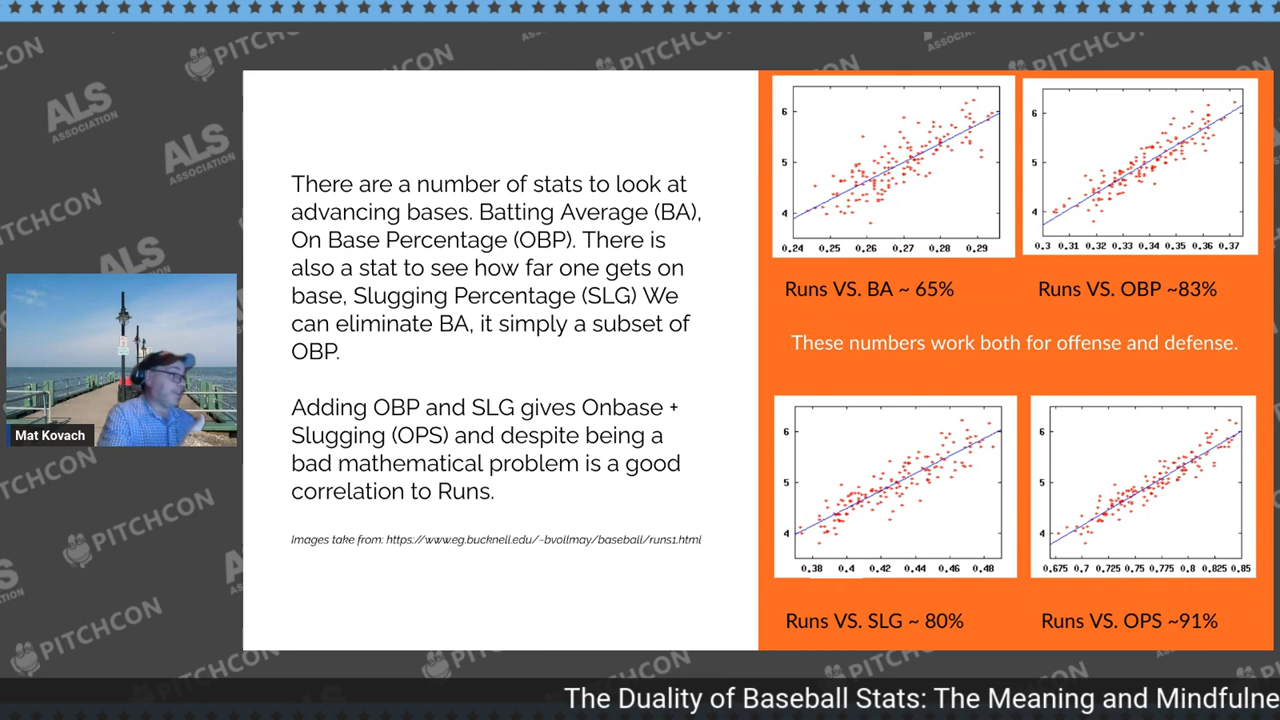 PITCHCON
ALS
ASSOCIATION
ALS
ASSOCIATION
PITCHCON
ALS
PITCHCON
PITCHCON
PITCHCON
There are a number of stats to look at
advancing bases. Batting Average (BA),
On Base Percentage (OBP). There is
also a stat to see how far one gets on
base, Slugging Percentage (SLG) We
can eliminate BA, it simply a subset of
OBP.
Adding OBP and SLG gives Onbase +
Slugging (OPS) and despite being a
bad mathematical problem is a good
correlation to Runs.
Images take from: https://www.eg.bucknell.edu/~bvollmay/baseball/runs1.html
6
5
4
0.24 0.25 0.26 0.27 0.28 0.29
Runs VS. BA ~ 65%
6
5
4
0.3 0.31 0.32 0.33 0.34 0.35 0.36 0.37
Runs VS. OBP ~83%
These numbers work both for offense and defense.
6
5
4
0.38 0.4 0.42 0.44 0.46 0.48
Runs VS. SLG ~ 80%
6
5
4
0.675 0.7 0.725 0.75 0.775 0.8 0.825 0.85
Runs VS. OPS ~91%
Mat Kovach
The Duality of Baseball Stats: The Meaning and Mindfulne